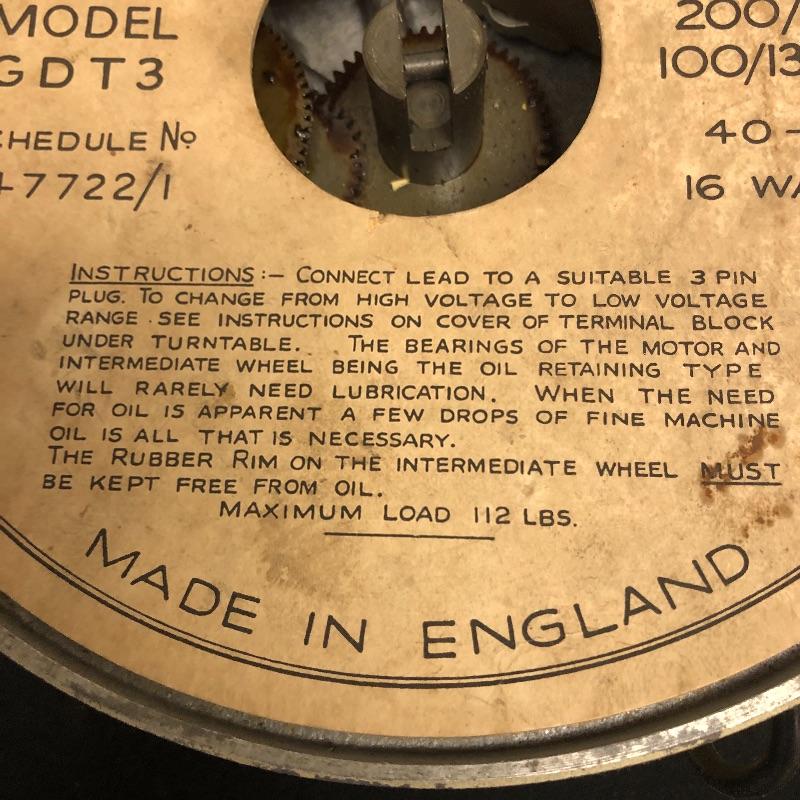 MODEL
GDT3
SCHEDULE No
7722/1
200/
100/13
40-
16
INSTRUCTIONS:- CONNECT LEAD TO A SUITABLE 3 PIN
PLUG. TO CHANGE FROM HIGH VOLTAGE TO LOW VOLTAGE
RANGE SEE INSTRUCTIONS ON COVER OF TERMINAL BLOCK
UNDER TURNTABLE. THE BEARINGS OF THE MOTOR AND
INTERMEDIATE WHEEL BEING THE OIL RETAINING TYPE
WILL RARELY NEED LUBRICATION. WHEN THE NEED
FOR OIL IS APPARENT A FEW DROPS OF FINE MACHINE
OIL IS ALL THAT IS NECESSARY.
THE RUBBER RIM ON THE INTERMEDIATE WHEEL MUST
BE KEPT FREE FROM OIL.
MAXIMUM LOAD 112 LBS.
MADE IN ENGLAND